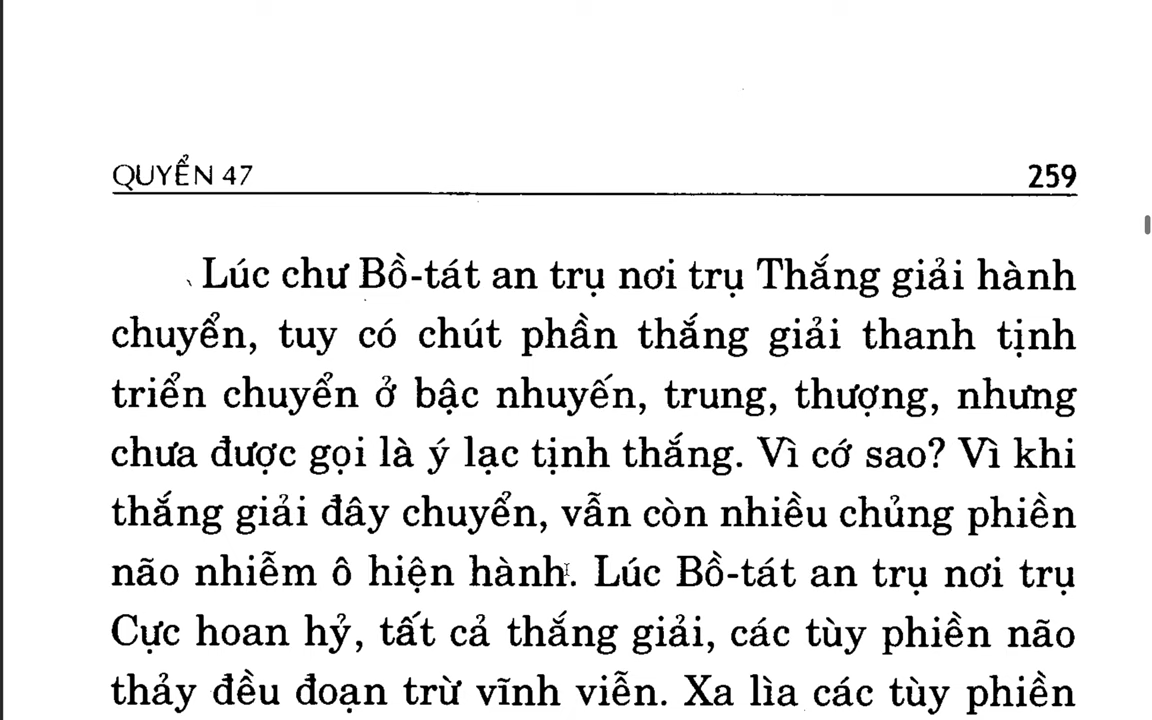 QUYỂN 47 259
Lúc chư Bồ-tát an trụ nơi trụ Thắng giải hành
chuyển, tuy có chút phần thắng giải thanh tịnh
triển chuyển ở bậc nhuyến, trung, thượng, nhưng
chưa được gọi là ý lạc tịnh thắng. Vì cớ sao? Vì khi
thắng giải đây chuyển, vẫn còn nhiều chủng phiền
não nhiễm ô hiện hành. Lúc Bồ-tát an trụ nơi trụ
Cực hoan hỷ, tất cả thắng giải, các tùy phiền não
thảy đều đoạn trừ vĩnh viễn. Xa lìa các tùy phiền